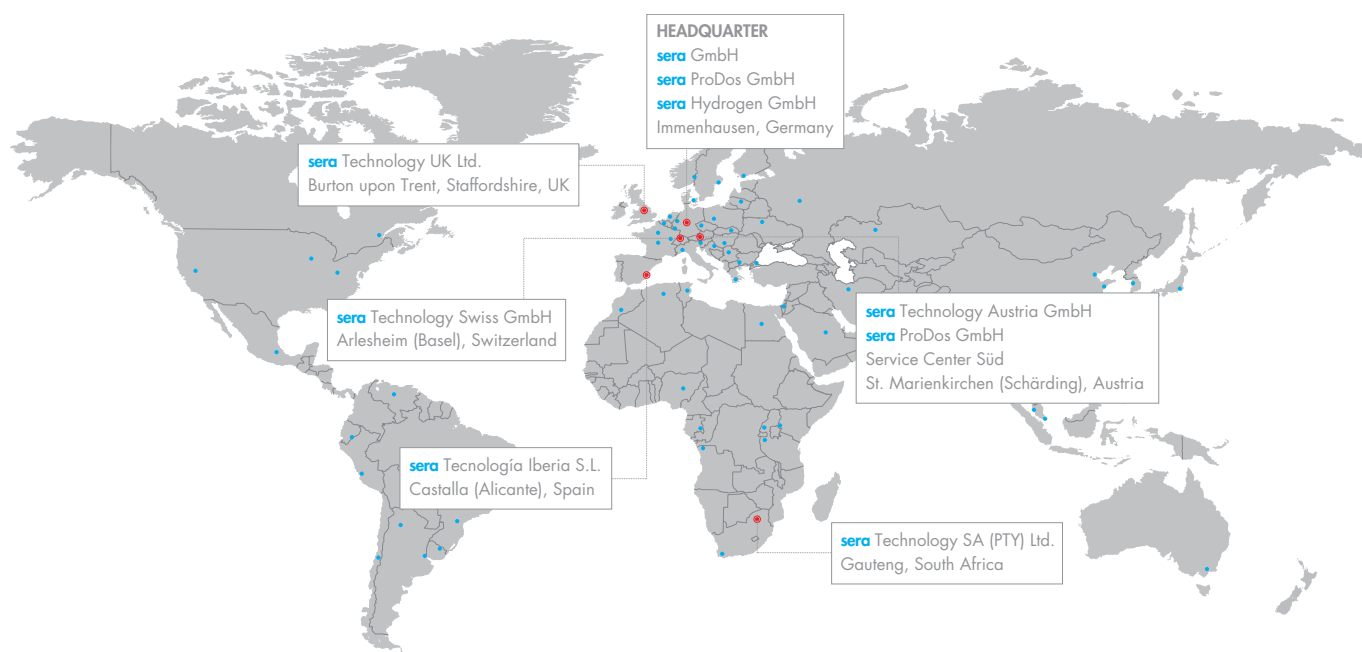 HEADQUARTER
sera GmbH
sera ProDos GmbH
sera Hydrogen GmbH
Immenhausen, Germany
sera Technology UK Ltd.
Burton upon Trent, Staffordshire, UK
sera Technology Swiss GmbH
Arlesheim (Basel), Switzerland
sera Technology Austria GmbH
sera ProDos GmbH
Service Center Süd
St. Marienkirchen (Schärding), Austria
sera Tecnología Iberia S.L.
Castalla (Alicante), Spain
sera Technology SA (PTY) Ltd.
Gauteng, South Africa